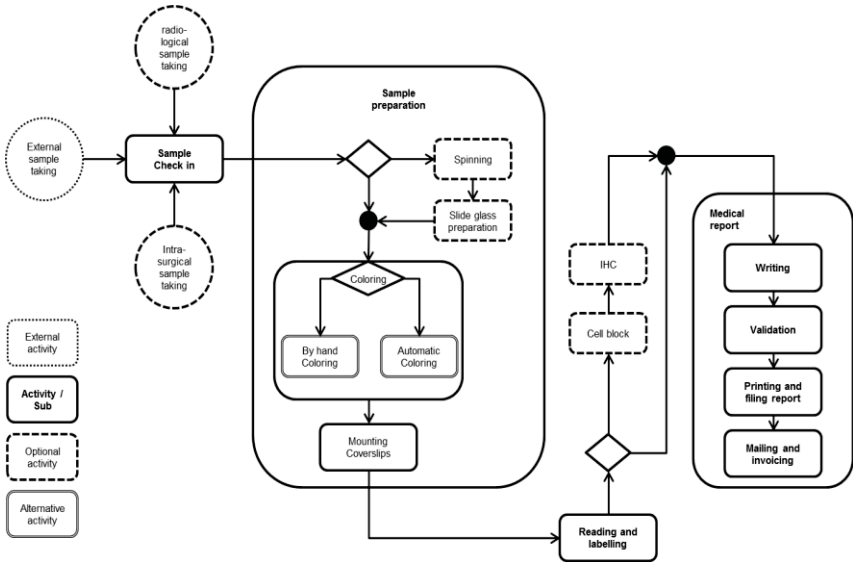 radio-
logical
sample
taking
External
sample
taking
Sample
Check in
Intra-
surgical
sample
taking
Sample
preparation
Spinning
Slide glass
preparation
Coloring
By hand
Coloring
Automatic
Coloring
Mounting
Coverslips
Reading and
labelling
Cell block
IHC
Medical
report
Writing
Validation
Printing and
filing report
Mailing and
invoicing
External
activity
Activity /
Sub
Optional
activity
Alternative
activity